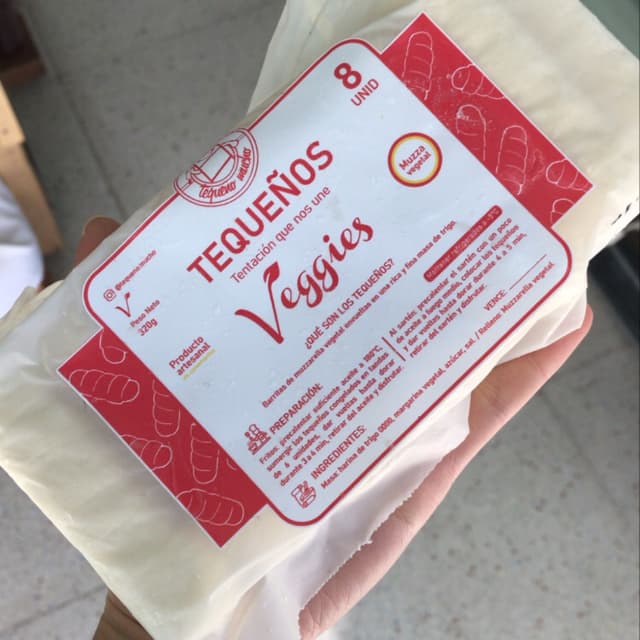 8
UNID
tequeño mucho
TEQUEÑOS
Tentación que nos une
Veggies
Muzza
vegetal
@tequenio.mucho
Peso Neto
320g
Producto
artesanal
¿QUÉ SON LOS TEQUEÑOS?
Barritas de muzzarella vegetal envueltas en una rica y fina masa de trigo.
PREPARACIÓN:
Fritos, precalentar suficiente aceite a 180°C
sumergir los tequeños congelados en tandas
de 4 unidades, dar vueltas hasta dorar
durante 3 a 4 min, retirar del aceite y disfrutar.
Al sartén, precalentar el sartén con un poco
de aceite a fuego medio, colocar los tequeños
y dar vueltas hasta dorar durante 4 a 5 min,
retirar del sartén y disfrutar.
VENCE:
INGREDIENTES:
Masa: harina de trigo 0000, margarina vegetal, azúcar, sal. / Relleno: Muzzarella vegetal.